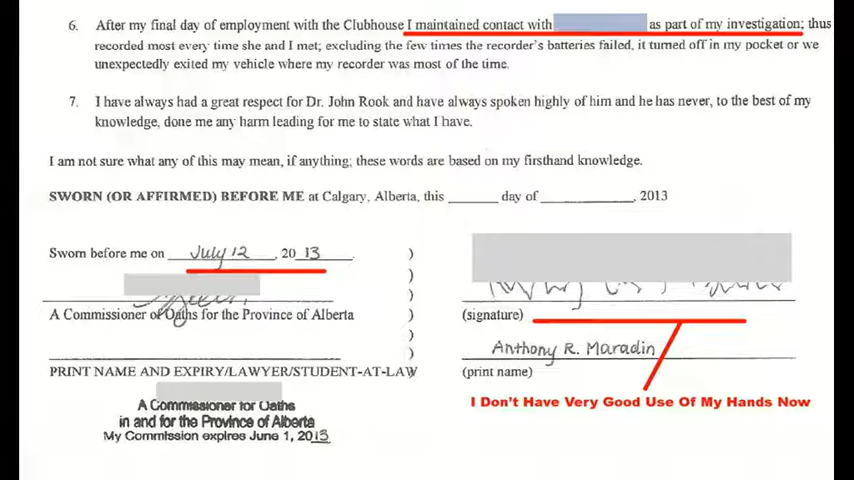 6. After my final day of employment with the Clubhouse I maintained contact with as part of my investigation; thus
recorded most every time she and I met; excluding the few times the recorder's batteries failed, it turned off in my pocket or we
unexpectedly exited my vehicle where my recorder was most of the time.
7. I have always had a great respect for Dr. John Rook and have always spoken highly of him and he has never, to the best of my
knowledge, done me any harm leading for me to state what I have.
I am not sure what any of this may mean, if anything; these words are based on my firsthand knowledge.
SWORN (OR AFFIRMED) BEFORE ME at Calgary, Alberta, this ______ day of ____________, 2013
Sworn before me on July 12, 20 13 )
)
)
A Commissioner of Oaths for the Province of Alberta )
(signature)
)
Anthony R. Maradin
)
PRINT NAME AND EXPIRY/LAWYER/STUDENT-AT-LAW )
(print name)
I Don't Have Very Good Use Of My Hands Now
A Commissioner for Oaths
in and for the Province of Alberta
My Commission expires June 1, 2013